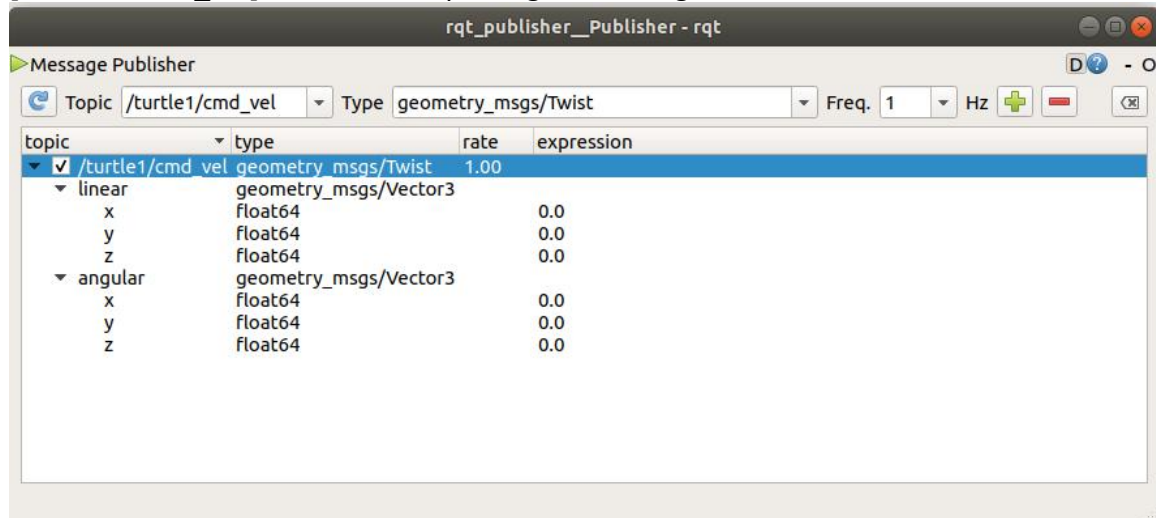 rqt_publisher__Publisher - rqt
Message Publisher D - O
Topic /turtle1/cmd_vel Type geometry_msgs/Twist Freq. 1 Hz
topic type rate expression
/turtle1/cmd_vel geometry_msgs/Twist 1.00
linear geometry_msgs/Vector3
x float64 0.0
y float64 0.0
z float64 0.0
angular geometry_msgs/Vector3
x float64 0.0
y float64 0.0
z float64 0.0